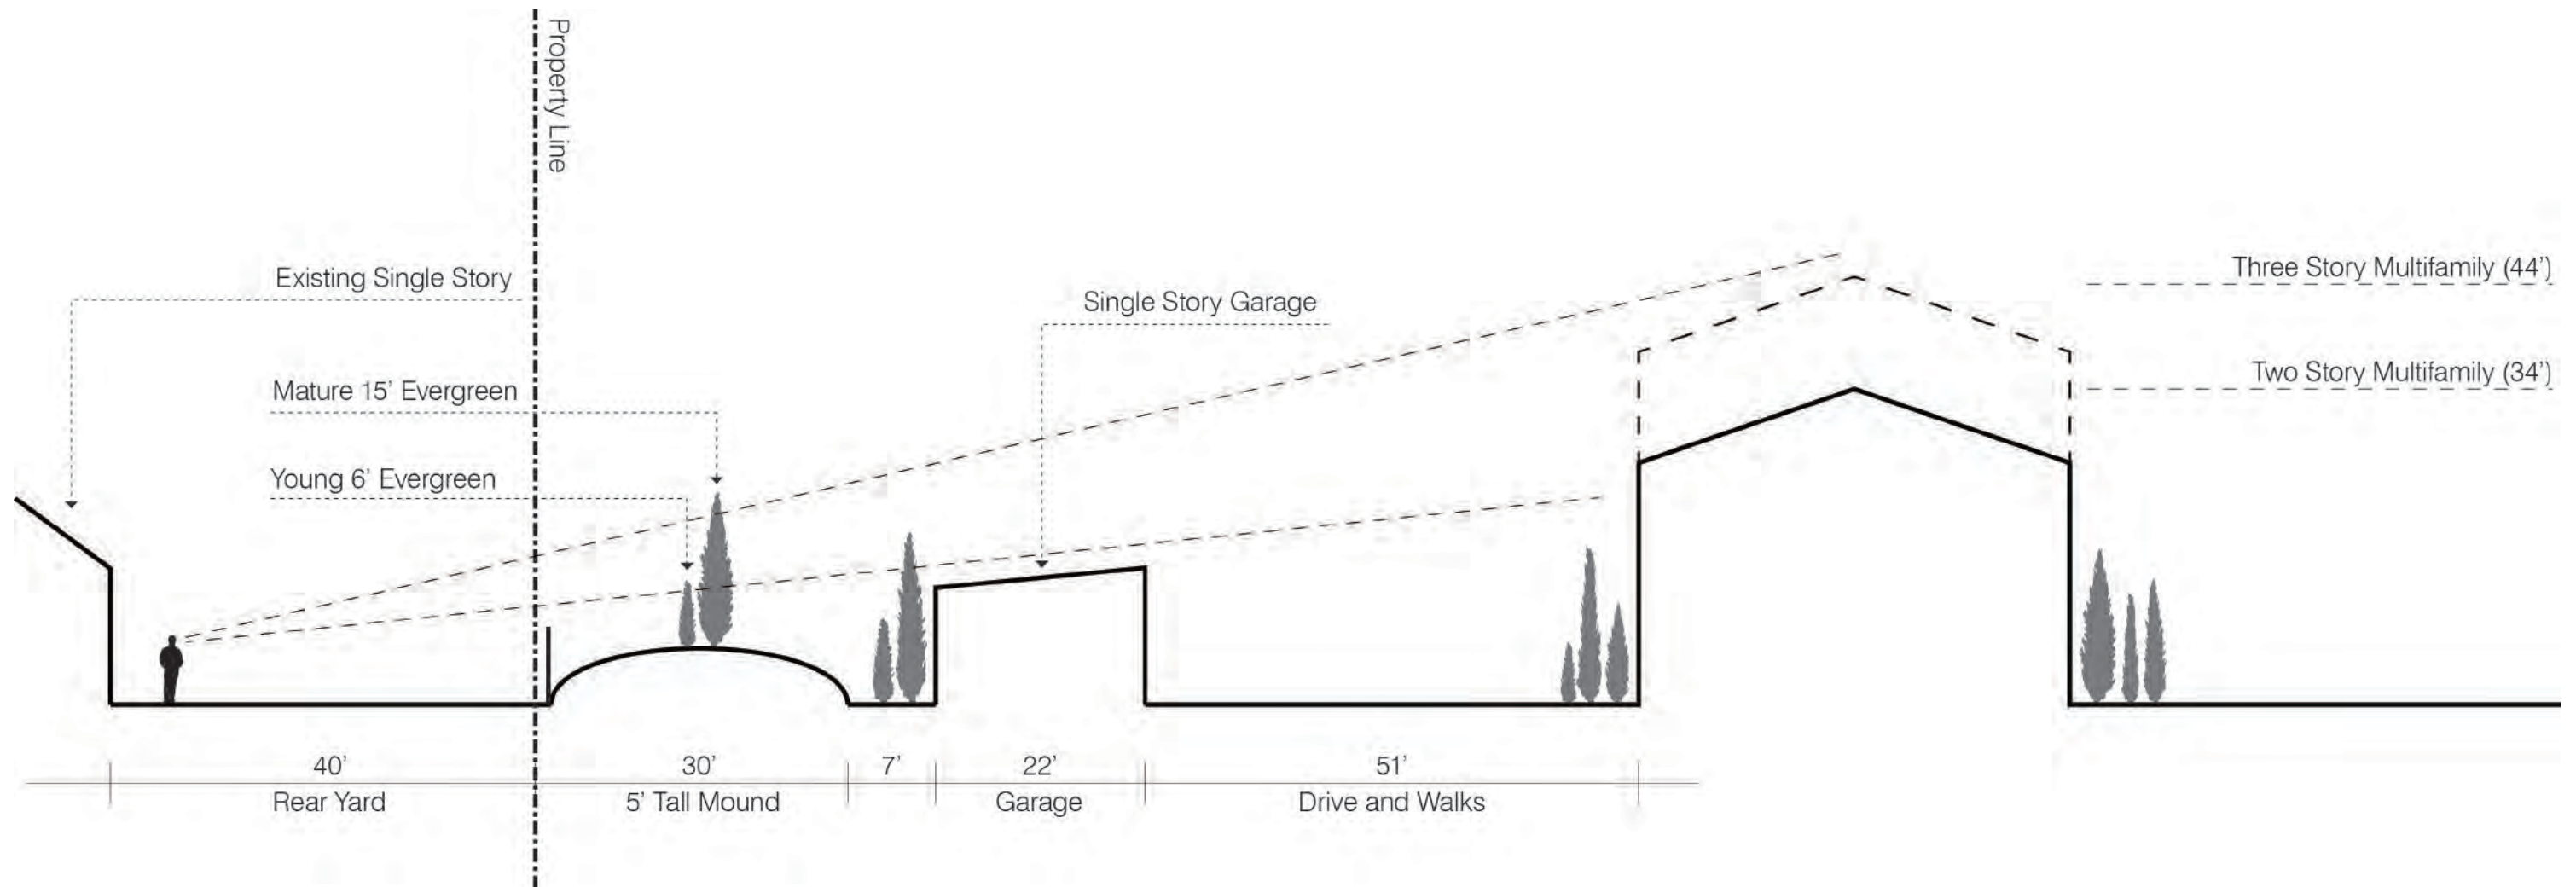 Property Line
Existing Single Story
Single Story Garage
Three Story Multifamily (44’)
Mature 15’ Evergreen
Two Story Multifamily (34’)
Young 6’ Evergreen
40’
30’
7’
22’
51’
Rear Yard
5’ Tall Mound
Garage
Drive and Walks